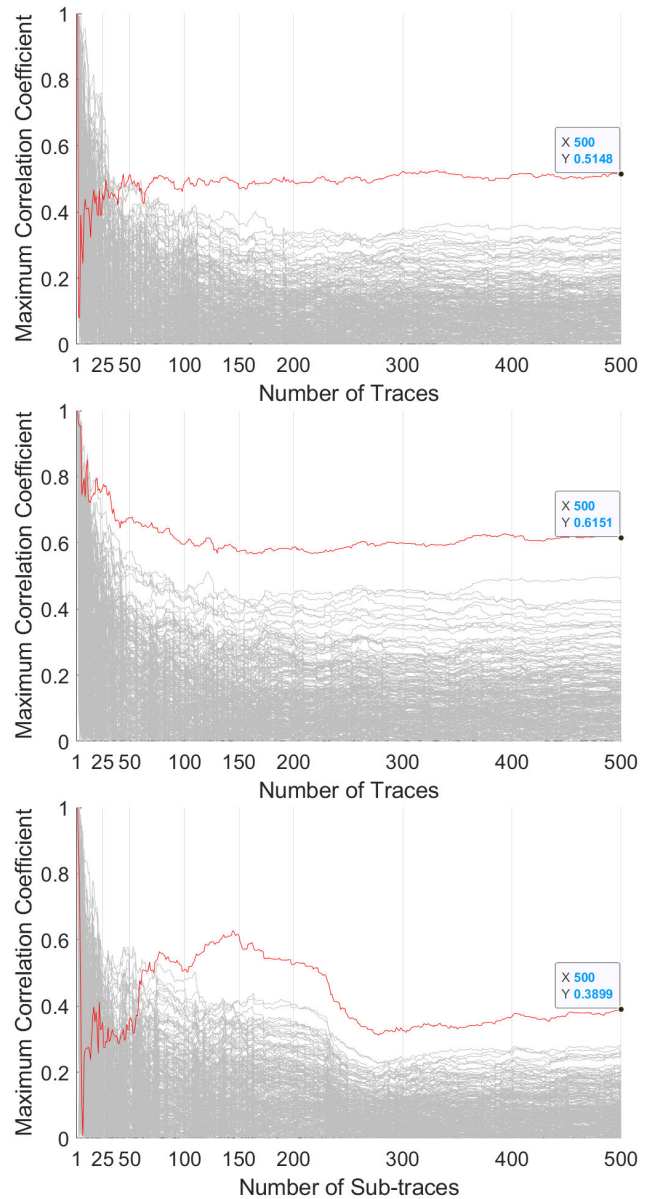 Maximum Correlation Coefficient
1
0.8
0.6
0.4
0.2
0
X 500
Y 0.5148
1 25 50 100 150 200 300 400 500
Number of Traces
Maximum Correlation Coefficient
1
0.8
0.6
0.4
0.2
0
X 500
Y 0.6151
1 25 50 100 150 200 300 400 500
Number of Traces
Maximum Correlation Coefficient
1
0.8
0.6
0.4
0.2
0
X 500
Y 0.3899
1 25 50 100 150 200 300 400 500
Number of Sub-traces